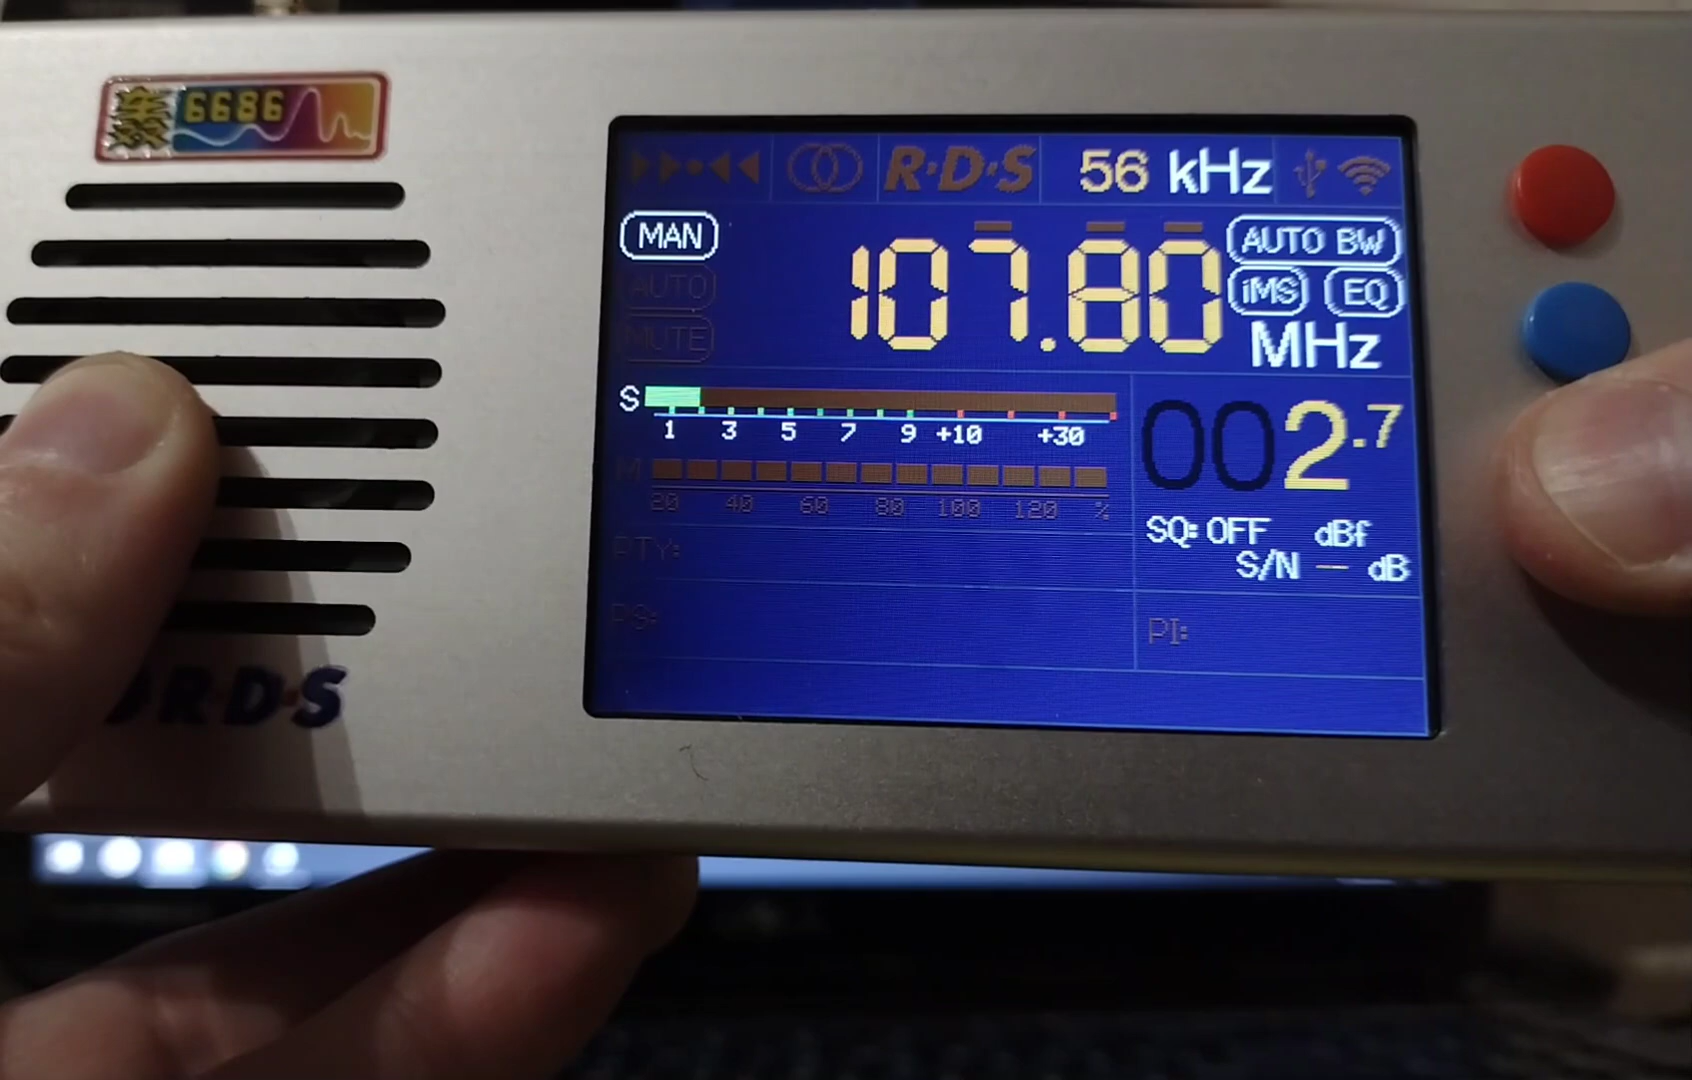 6686
R·D·S
56 kHz
MAN
AUTO
MUTE
107.80
MHz
AUTO BW
iMS
EQ
S
1 3 5 7 9 +10 +30
M
20 40 60 80 100 120 %
002.7
SQ: OFF dBf
S/N -- dB
PTY:
PS:
PI:
R·D·S